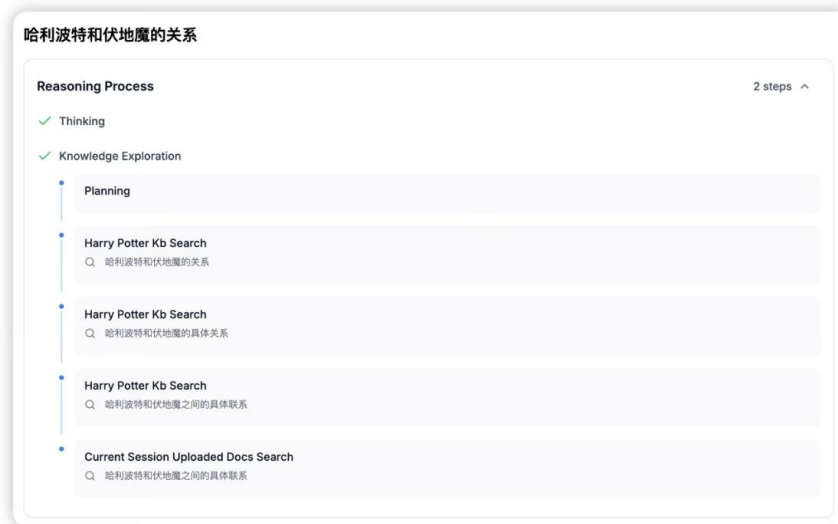 哈利波特和伏地魔的关系
Reasoning Process
2 steps
Thinking
Knowledge Exploration
Planning
Harry Potter Kb Search
哈利波特和伏地魔的关系
Harry Potter Kb Search
哈利波特和伏地魔的具体关系
Harry Potter Kb Search
哈利波特和伏地魔之间的具体联系
Current Session Uploaded Docs Search
哈利波特和伏地魔之间的具体联系